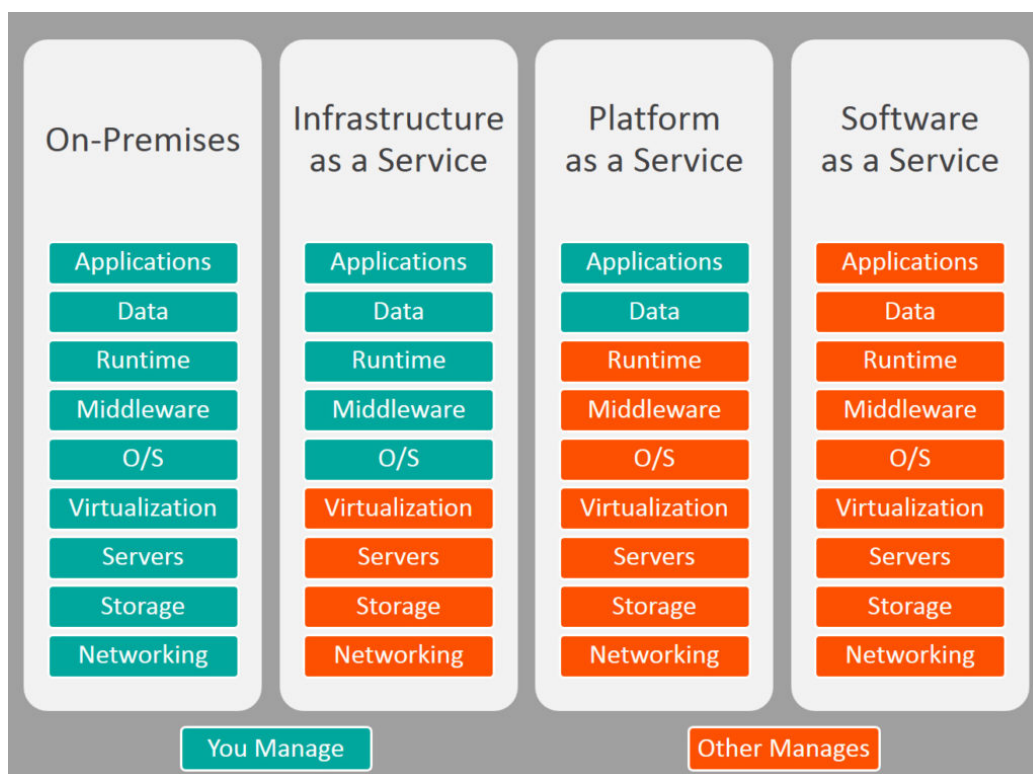 On-Premises
Applications
Data
Runtime
Middleware
O/S
Virtualization
Servers
Storage
Networking
Infrastructure
as a Service
Applications
Data
Runtime
Middleware
O/S
Virtualization
Servers
Storage
Networking
Platform
as a Service
Applications
Data
Runtime
Middleware
O/S
Virtualization
Servers
Storage
Networking
Software
as a Service
Applications
Data
Runtime
Middleware
O/S
Virtualization
Servers
Storage
Networking
You Manage
Other Manages